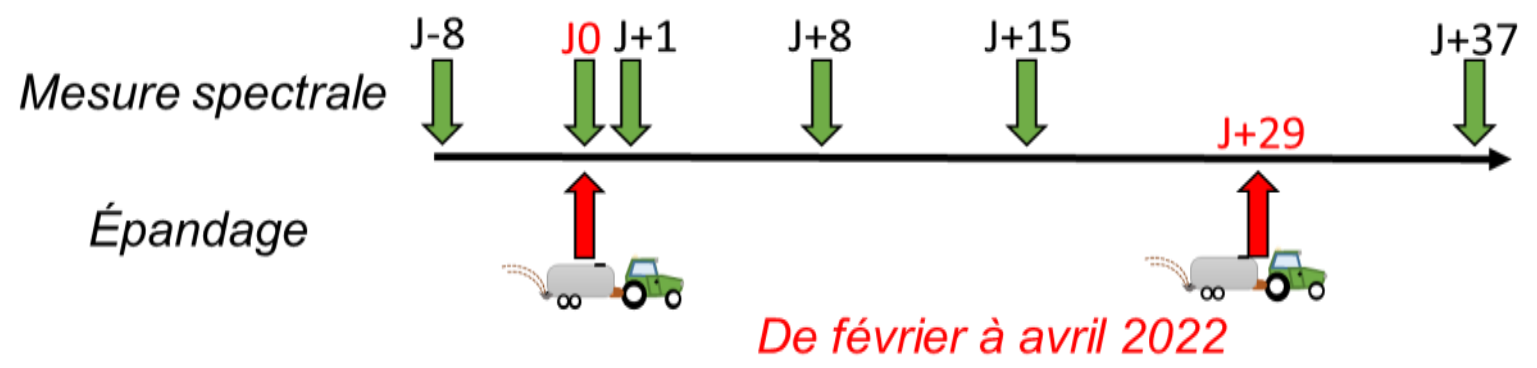 J-8 J0 J+1 J+8 J+15 J+37
Mesure spectrale
J+29
Épandage
De février à avril 2022